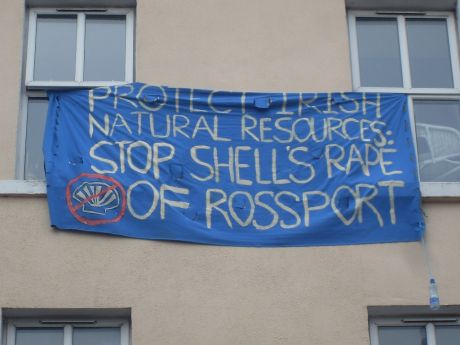 PROTECT IRISH
NATURAL RESOURCES:
STOP SHELL'S RAPE
OF ROSSPORT